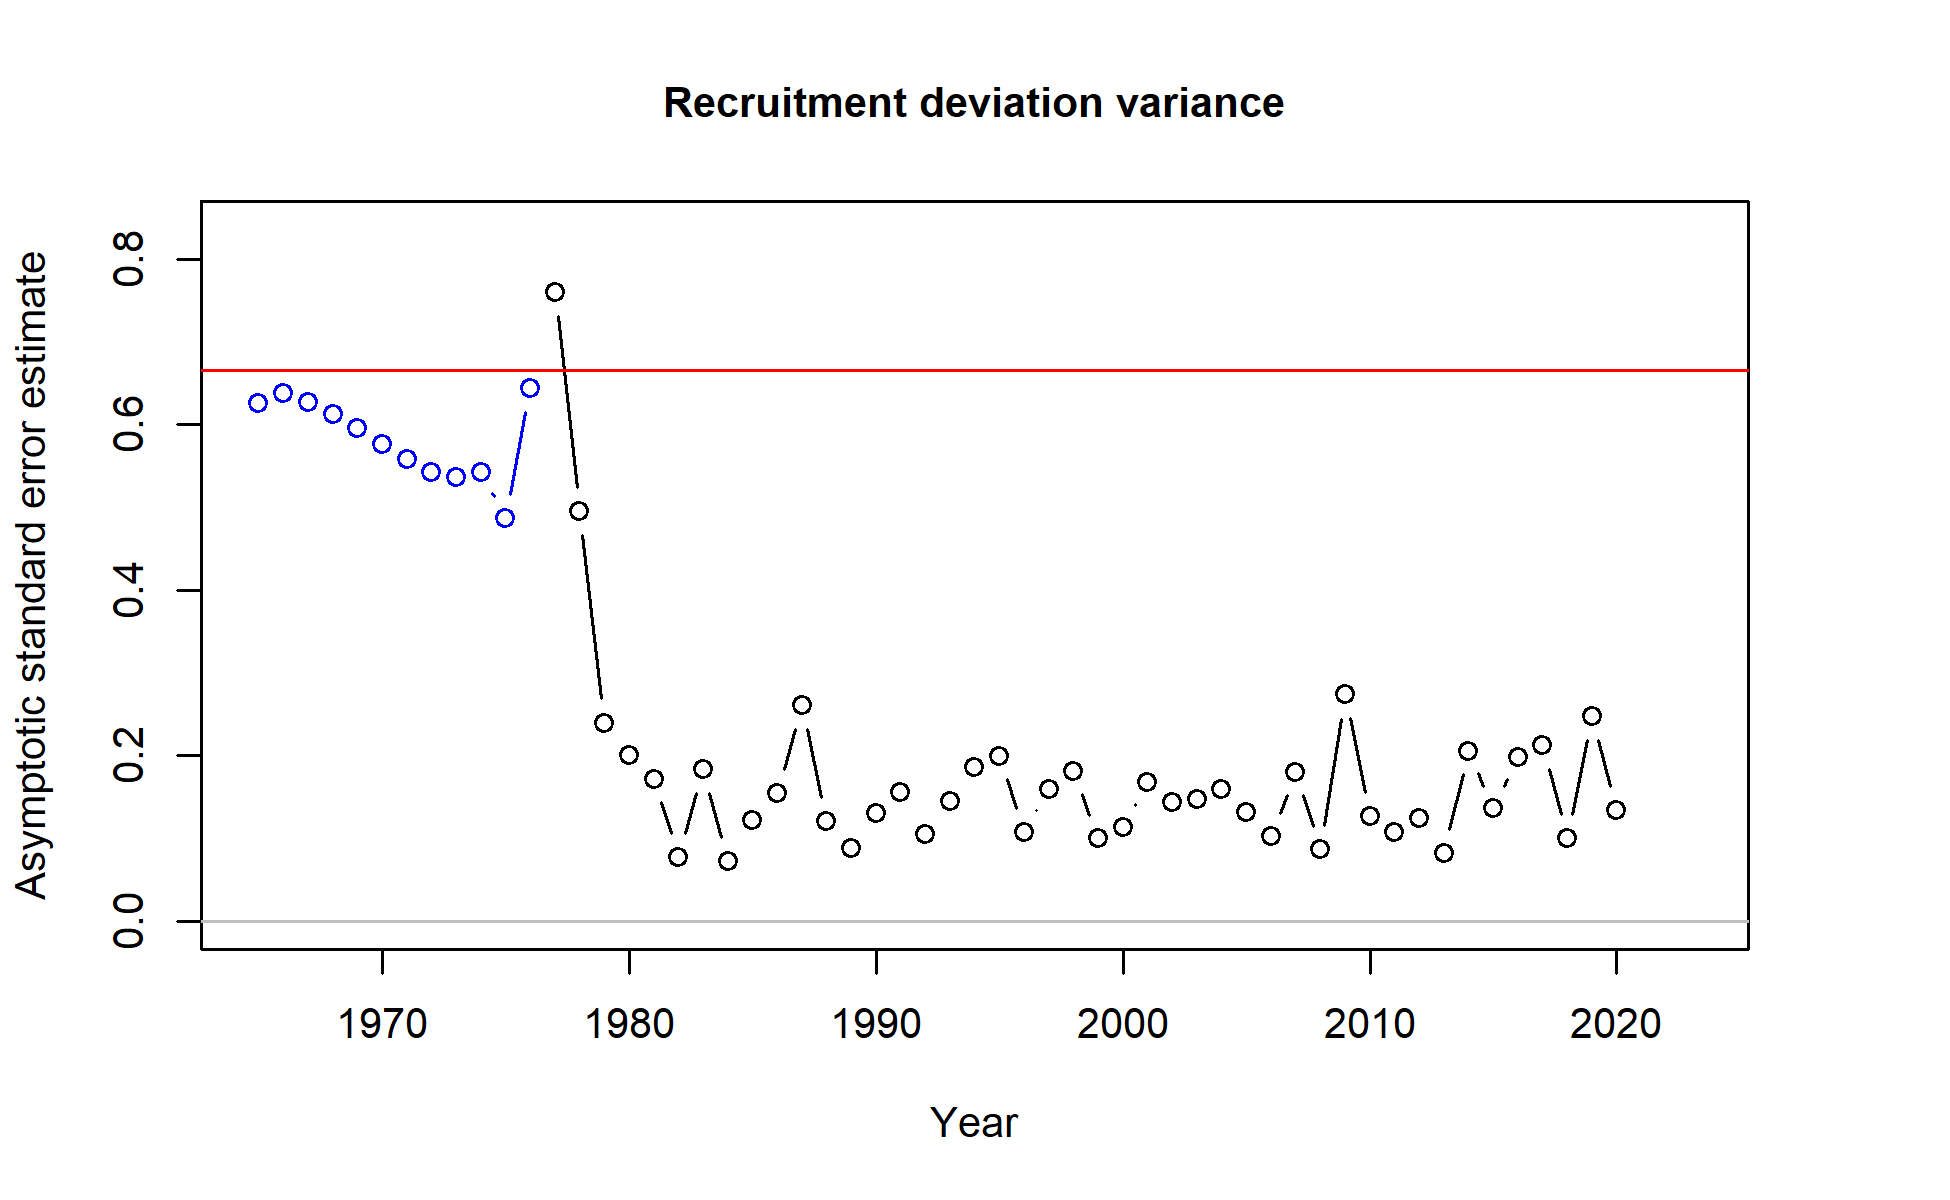 Recruitment deviation variance
Asymptotic standard error estimate
0.8
0.6
0.4
0.2
0.0
1970 1980 1990 2000 2010 2020
Year